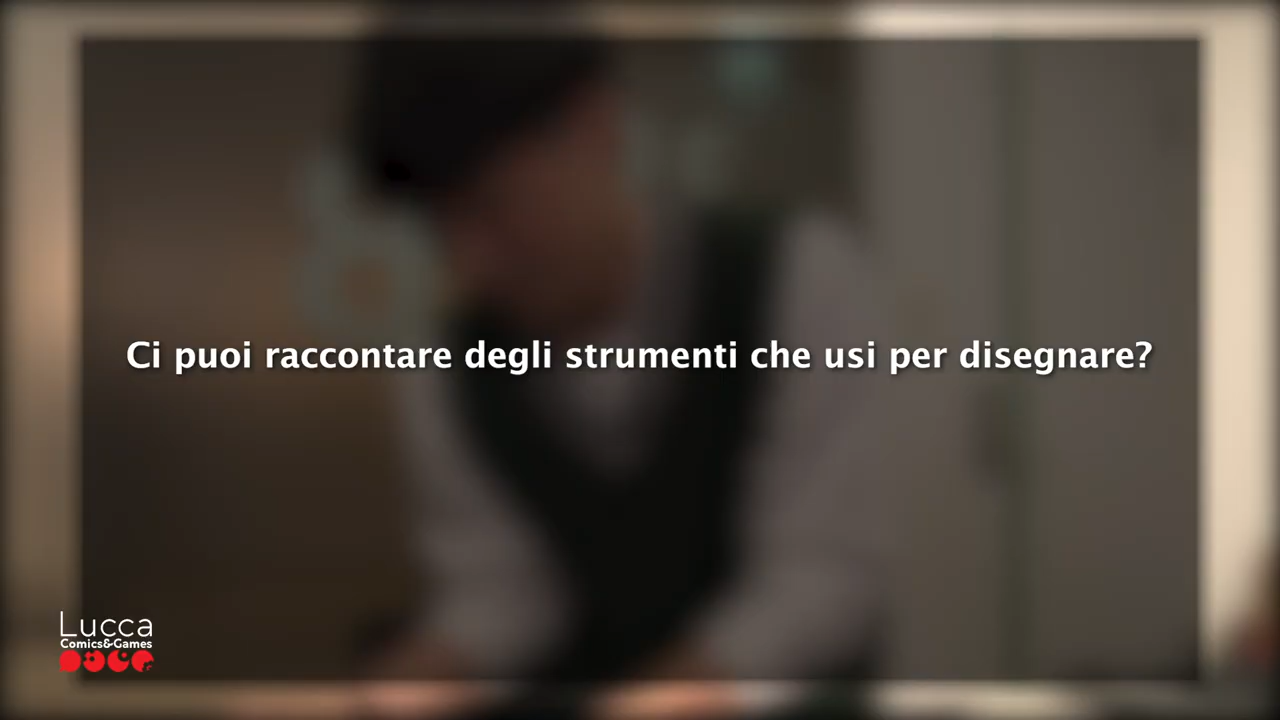 Ci puoi raccontare degli strumenti che usi per disegnare?
Lucca
Comics&Games